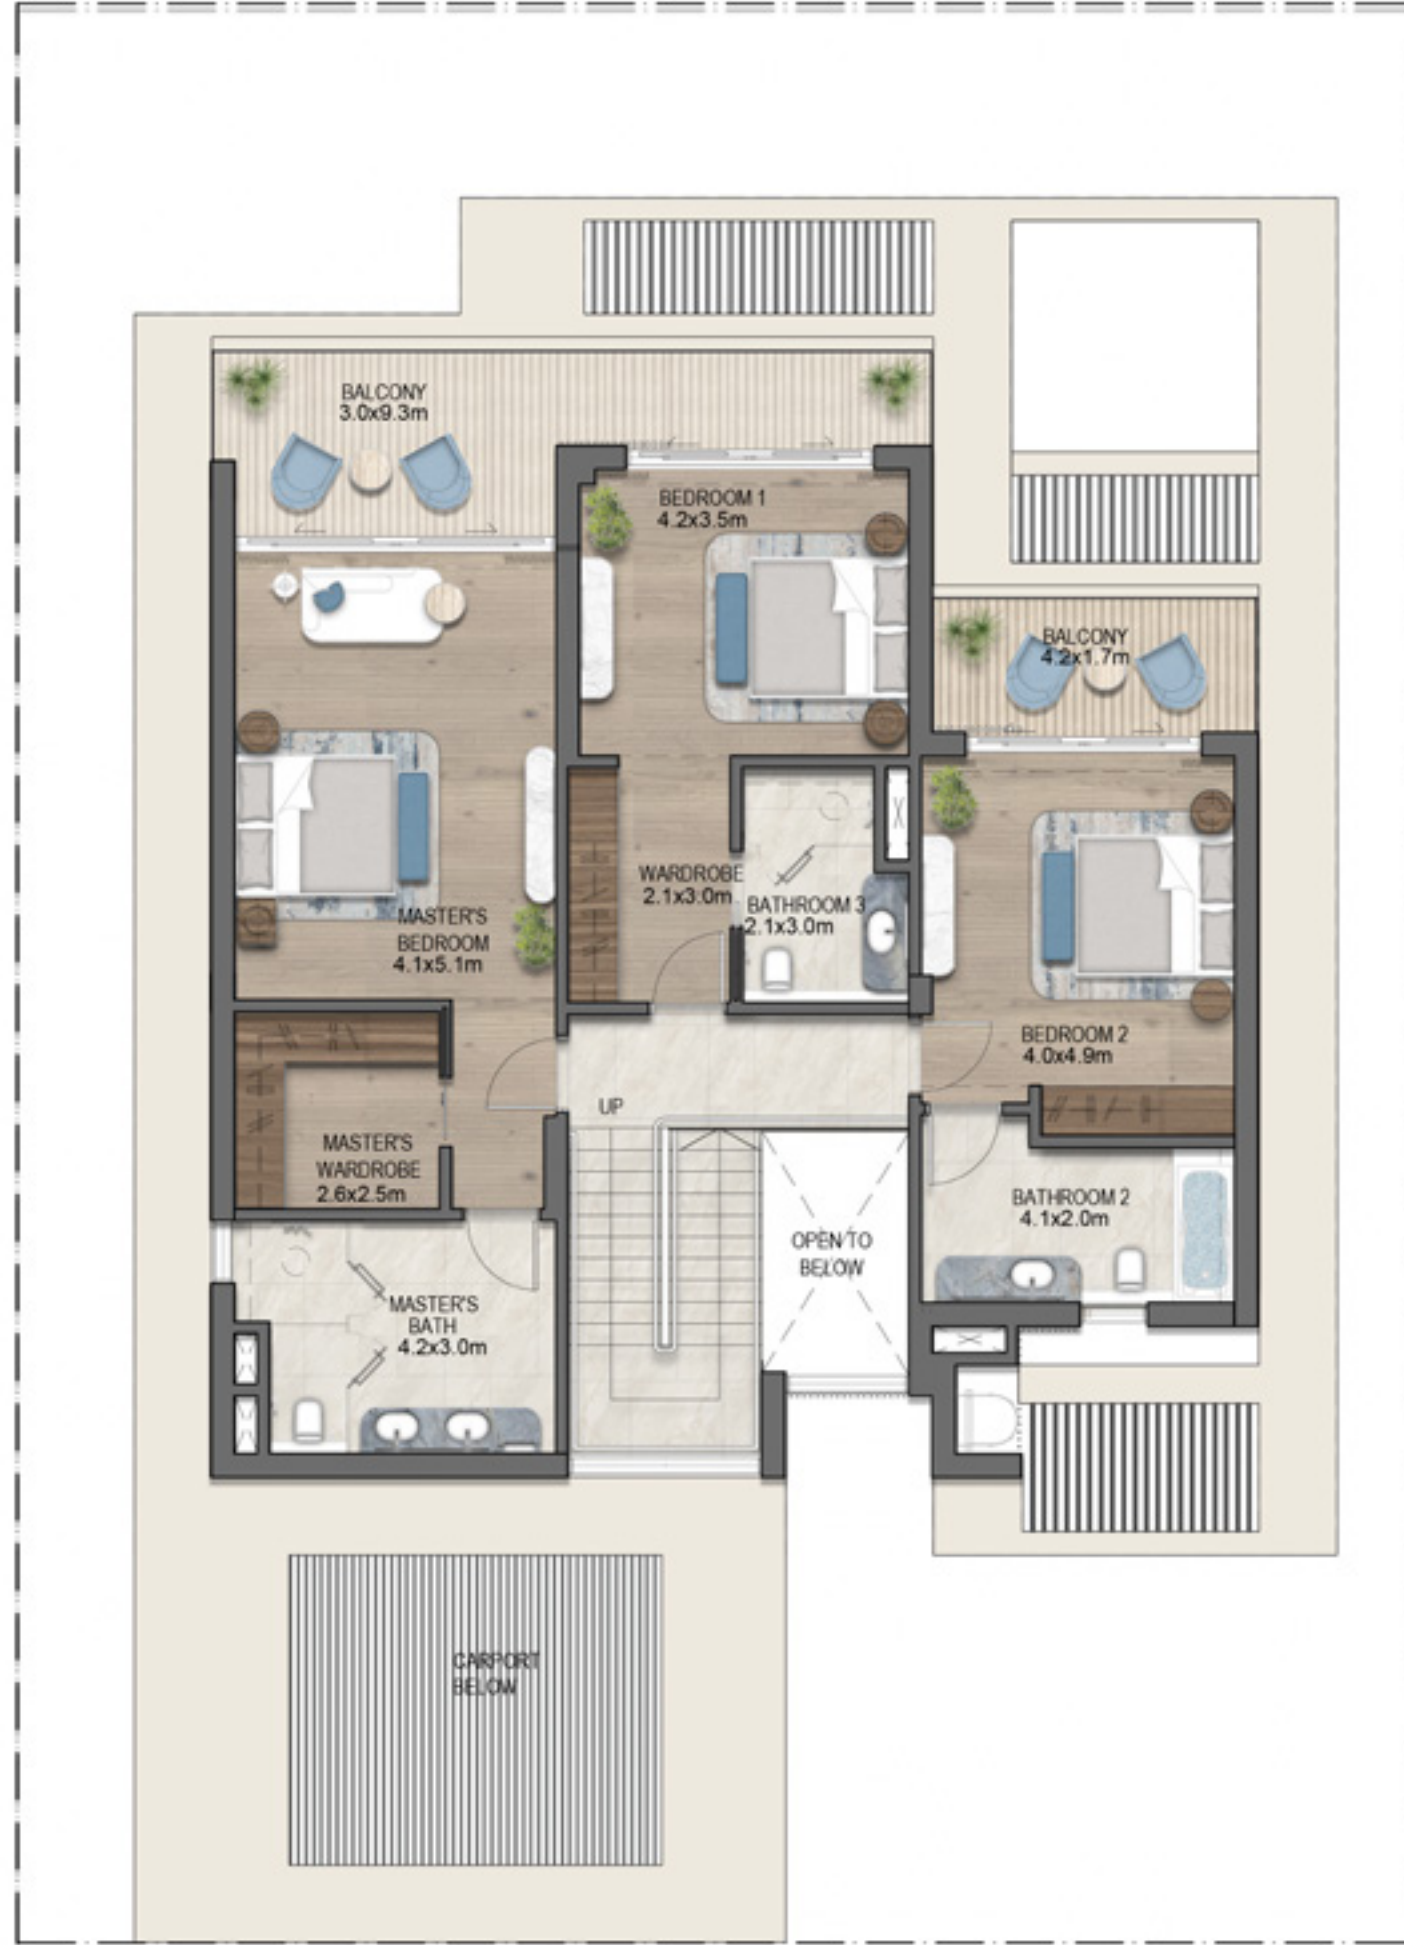 BALCONY
3.0x9.3m
BEDROOM 1
4.2x3.5m
BALCONY
4.2x1.7m
WARDROBE
2.1x3.0m
BATHROOM 3
2.1x3.0m
MASTER'S
BEDROOM
4.1x5.1m
BEDROOM 2
4.0x4.9m
UP
MASTER'S
WARDROBE
2.6x2.5m
BATHROOM 2
4.1x2.0m
OPEN TO
BELOW
MASTER'S
BATH
4.2x3.0m
CARPORT
BELOW